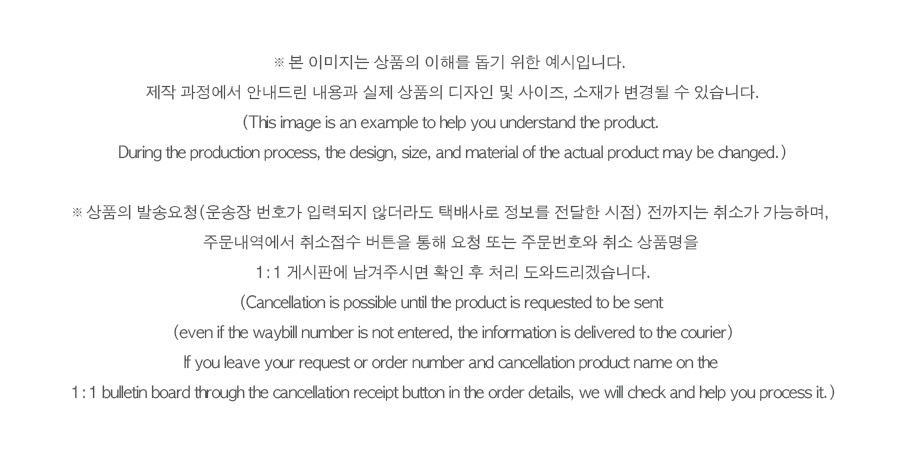 ※ 본 이미지는 상품의 이해를 돕기 위한 예시입니다.
제작 과정에서 안내드린 내용과 실제 상품의 디자인 및 사이즈, 소재가 변경될 수 있습니다.
(This image is an example to help you understand the product.
During the production process, the design, size, and material of the actual product may be changed.)
※ 상품의 발송요청(운송장 번호가 입력되지 않더라도 택배사로 정보를 전달한 시점) 전까지는 취소가 가능하며,
주문내역에서 취소접수 버튼을 통해 요청 또는 주문번호와 취소 상품명을
1:1 게시판에 남겨주시면 확인 후 처리 도와드리겠습니다.
(Cancellation is possible until the product is requested to be sent
(even if the waybill number is not entered, the information is delivered to the courier)
If you leave your request or order number and cancellation product name on the
1:1 bulletin board through the cancellation receipt button in the order details, we will check and help you process it.)